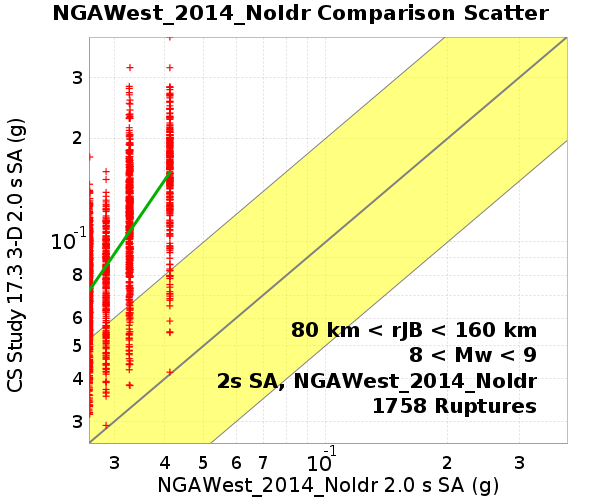 NGAWest_2014_NoIdr Comparison Scatter
CS Study 17.3 3-D 2.0 s SA (g)
3
2
10-1
8
6
5
4
3
80 km < rJB < 160 km
8 < Mw < 9
2s SA, NGAWest_2014_NoIdr
1758 Ruptures
3 4 5 6 7 10-1 2 3
NGAWest_2014_NoIdr 2.0 s SA (g)